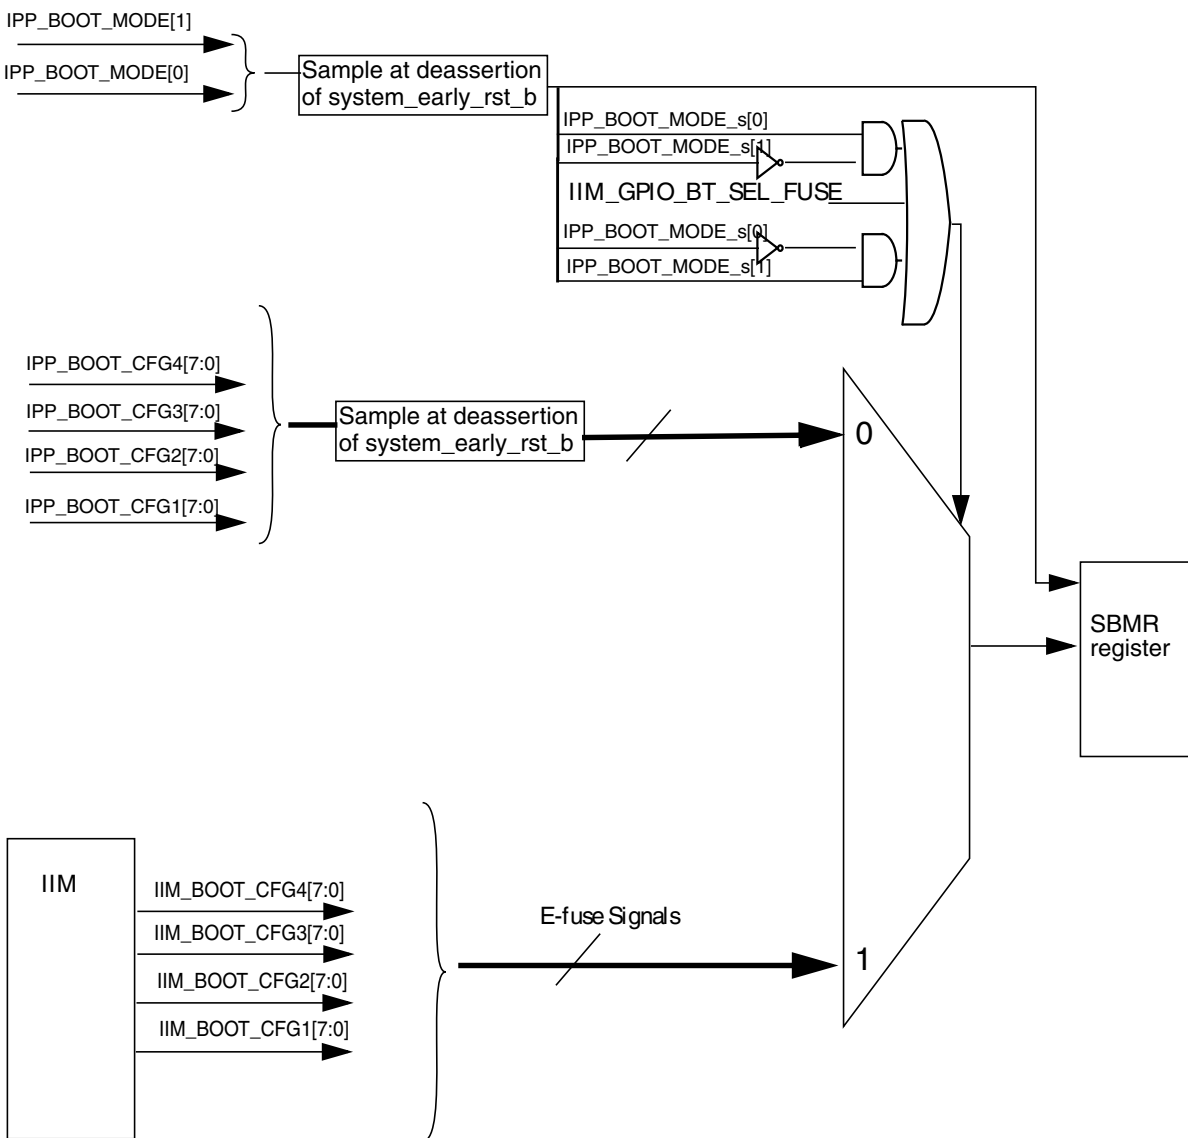 IPP_BOOT_MODE[1]
IPP_BOOT_MODE[0]
Sample at deassertion
of system_early_rst_b
IPP_BOOT_MODE_s[0]
IPP_BOOT_MODE_s[1]
IIM_GPIO_BT_SEL_FUSE
IPP_BOOT_MODE_s[0]
IPP_BOOT_MODE_s[1]
IPP_BOOT_CFG4[7:0]
IPP_BOOT_CFG3[7:0]
IPP_BOOT_CFG2[7:0]
IPP_BOOT_CFG1[7:0]
Sample at deassertion
of system_early_rst_b
0
SBMR
register
IIM
IIM_BOOT_CFG4[7:0]
IIM_BOOT_CFG3[7:0]
IIM_BOOT_CFG2[7:0]
IIM_BOOT_CFG1[7:0]
E-fuse Signals
1